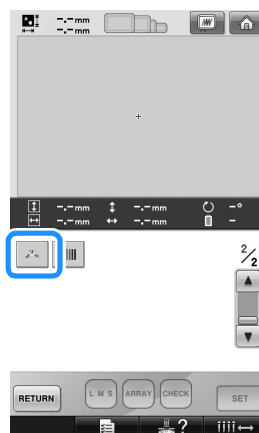 -.-mm
-.-mm
-.-mm -.-mm -°
-.-mm -.-mm -
2/2
RETURN L M S ARRAY CHECK SET
?